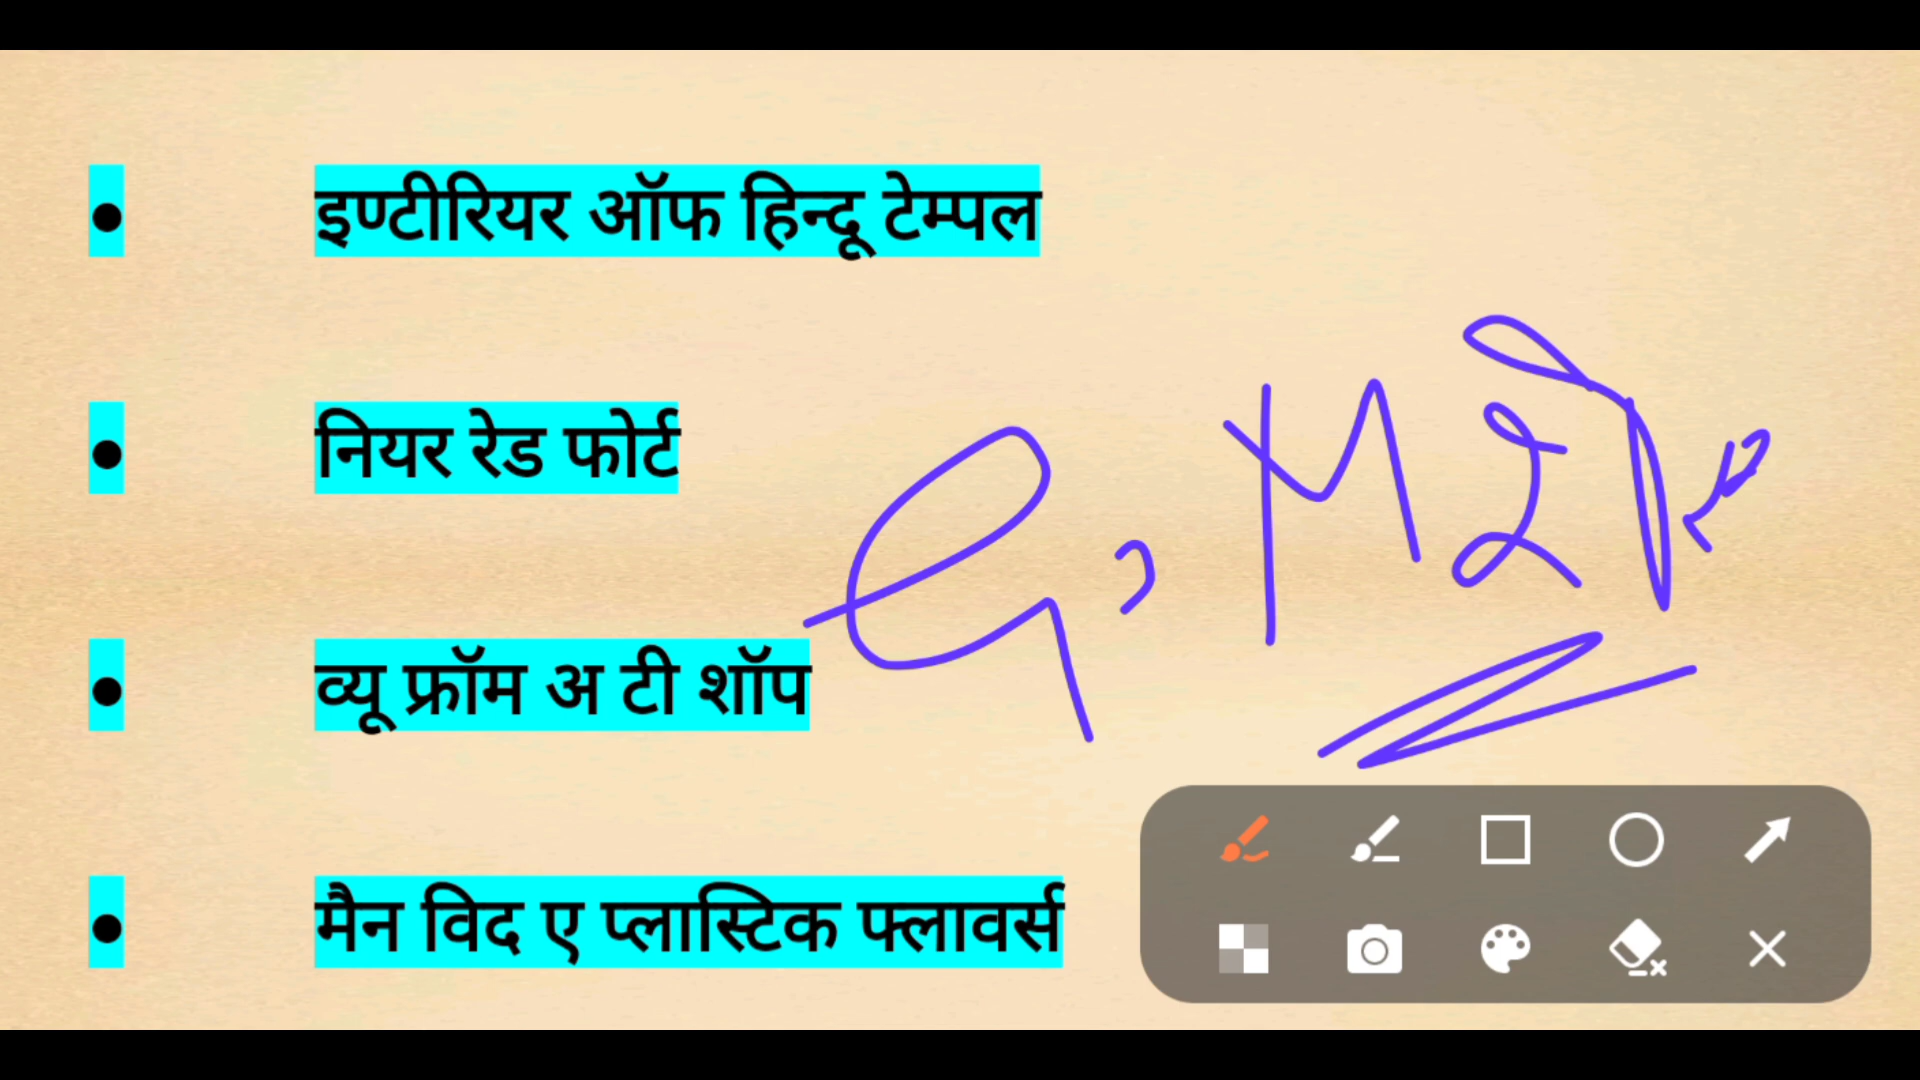 • इण्टीरियर ऑफ हिन्दू टेम्पल
• नियर रेड फोर्ट
• व्यू फ्रॉम अ टी शॉप
• मैन विद ए प्लास्टिक फ्लावर्स